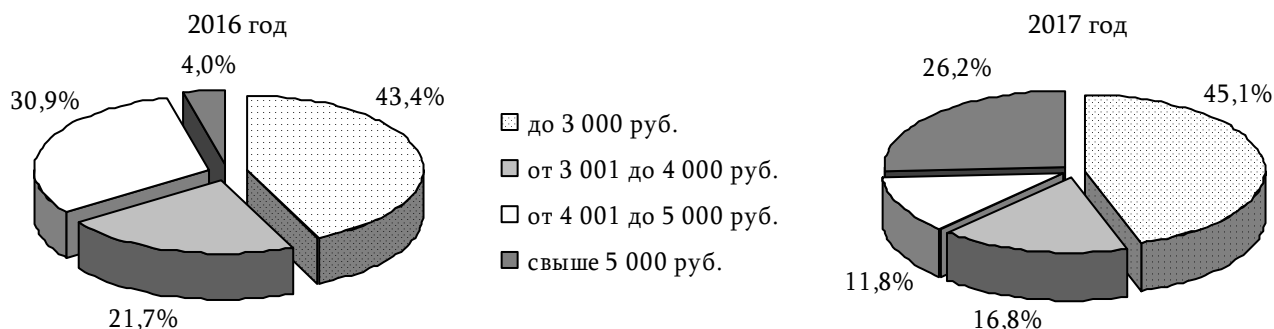 2016 год
4,0%
30,9%
43,4%
21,7%
до 3 000 руб.
от 3 001 до 4 000 руб.
от 4 001 до 5 000 руб.
свыше 5 000 руб.
2017 год
26,2%
45,1%
11,8%
16,8%